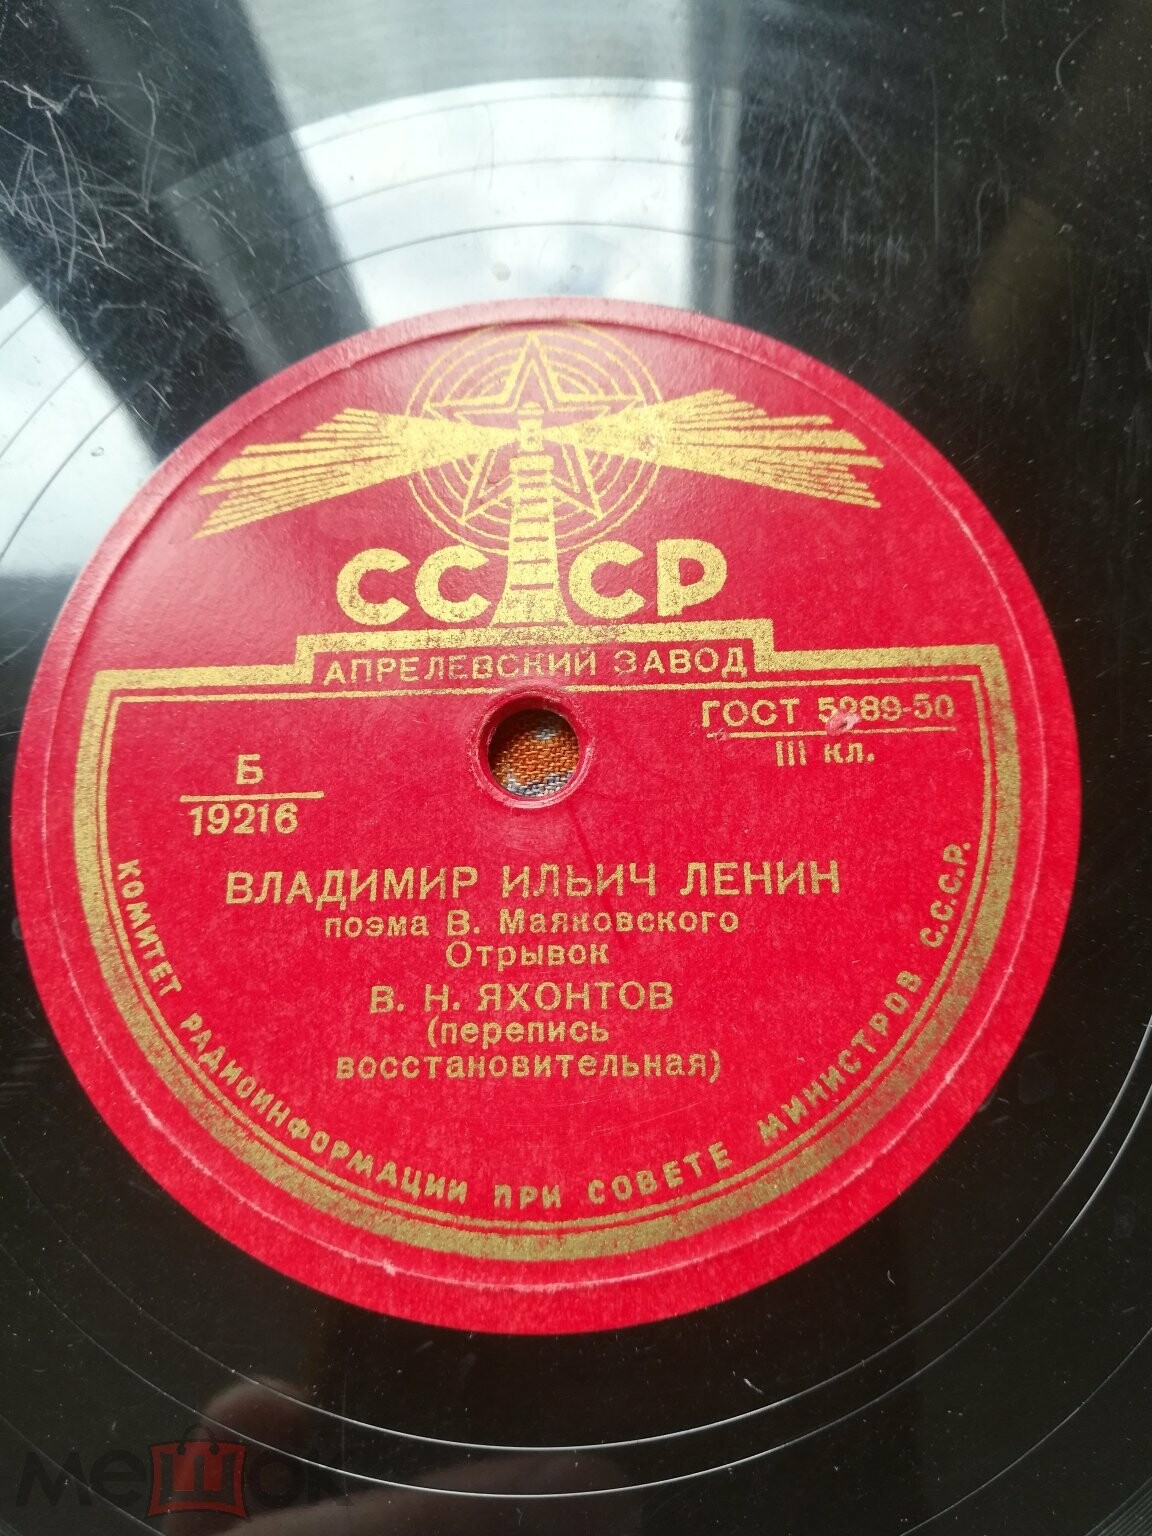 СССР
АПРЕЛЕВСКИЙ ЗАВОД
ГОСТ 5289-50
III кл.
Б
19216
ВЛАДИМИР ИЛЬИЧ ЛЕНИН
поэма В. Маяковского
Отрывок
В. Н. ЯХОНТОВ
(перепись
восстановительная)
КОМИТЕТ РАДИОИНФОРМАЦИИ ПРИ СОВЕТЕ МИНИСТРОВ С.С.С.Р.
мешок